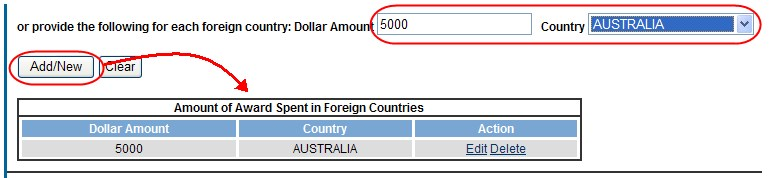 or provide the following for each foreign country: Dollar Amount 5000 Country AUSTRALIA
Add/New Clear
Amount of Award Spent in Foreign Countries
Dollar Amount Country Action
5000 AUSTRALIA Edit Delete